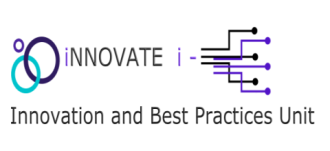 iNNOVATE i -
Innovation and Best Practices Unit